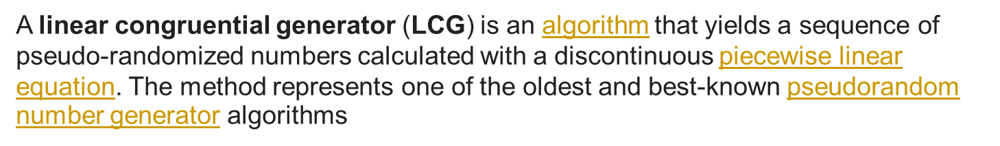 A linear congruential generator (LCG) is an algorithm that yields a sequence of
pseudo-randomized numbers calculated with a discontinuous piecewise linear
equation. The method represents one of the oldest and best-known pseudorandom
number generator algorithms